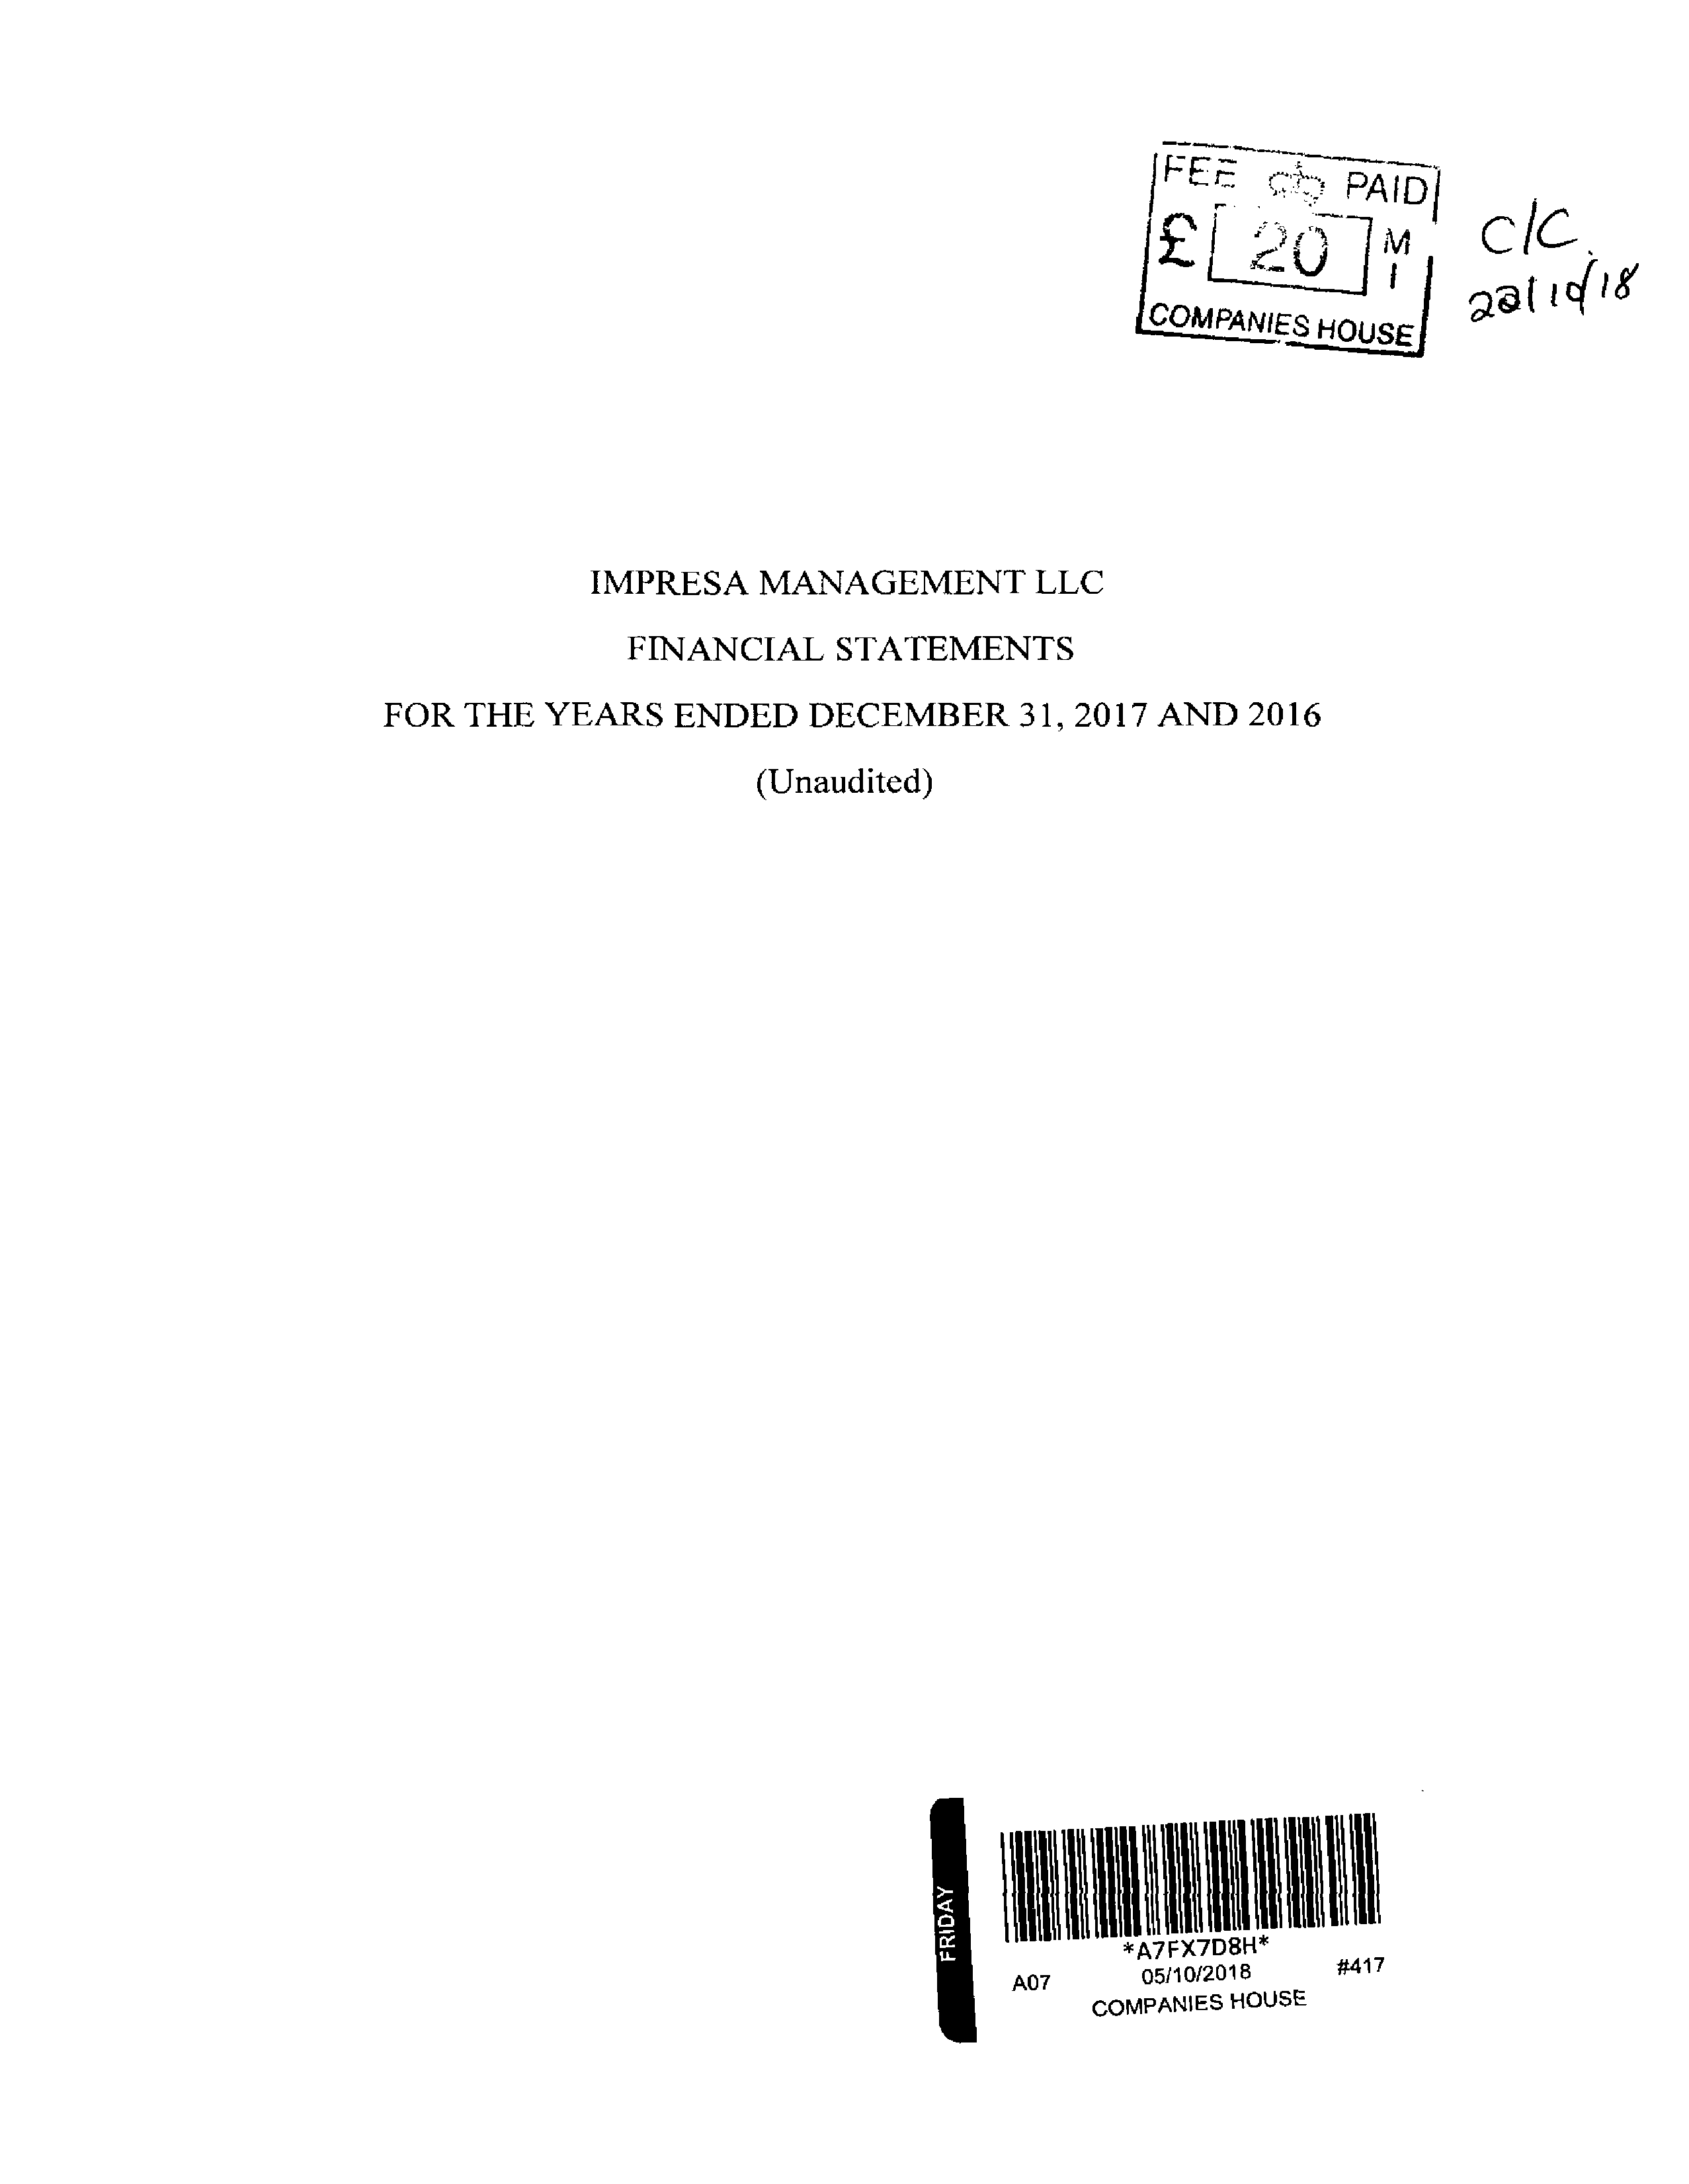 FEE PAID
£ 20 M
I
COMPANIES HOUSE
C/C.
22/10/18
IMPRESA MANAGEMENT LLC
FINANCIAL STATEMENTS
FOR THE YEARS ENDED DECEMBER 31, 2017 AND 2016
(Unaudited)
FRIDAY
*A7FX7D8H*
A07 05/10/2018 #417
COMPANIES HOUSE